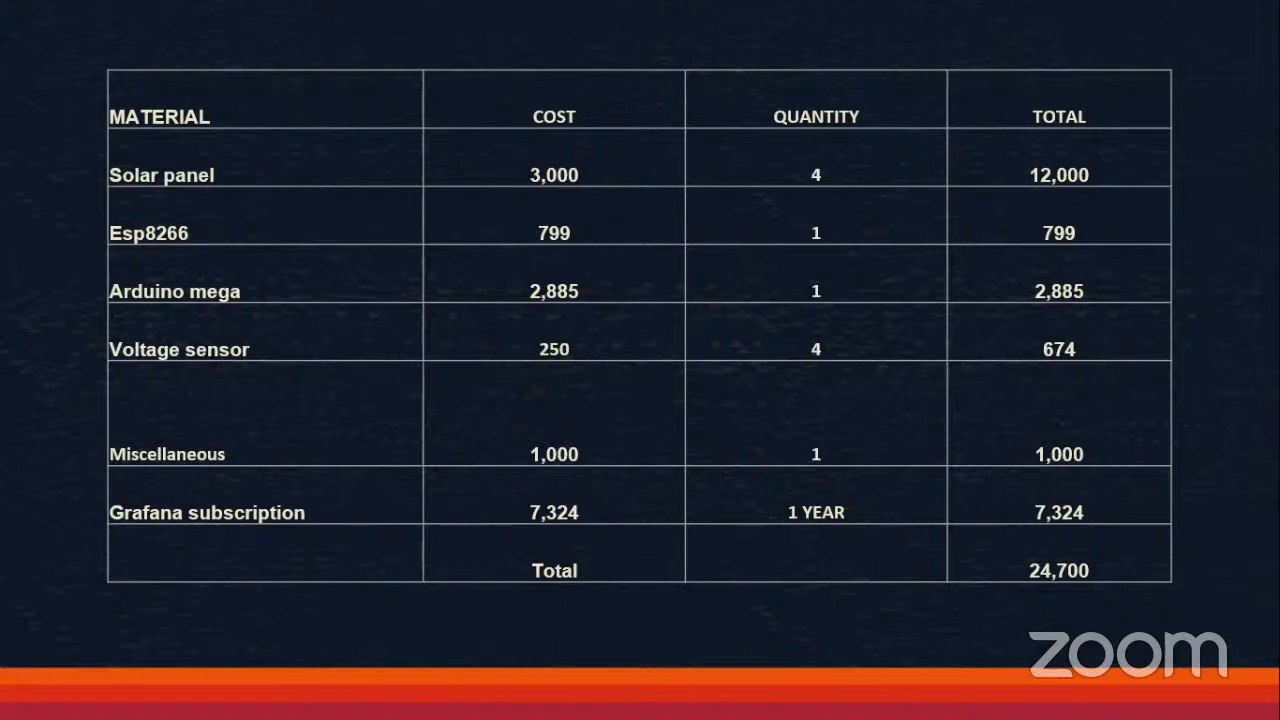 MATERIAL COST QUANTITY TOTAL
Solar panel 3,000 4 12,000
Esp8266 799 1 799
Arduino mega 2,885 1 2,885
Voltage sensor 250 4 674
Miscellaneous 1,000 1 1,000
Grafana subscription 7,324 1 YEAR 7,324
Total 24,700
zoom